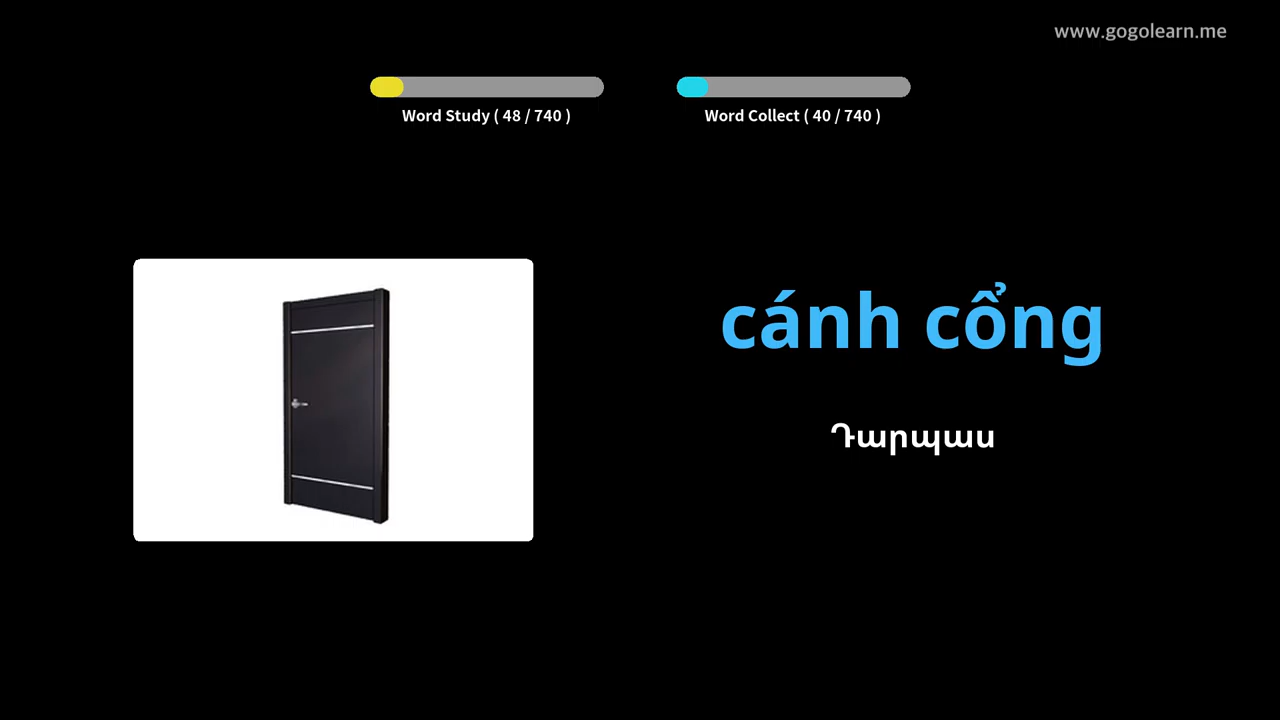 www.gogolearn.me
Word Study ( 48 / 740 )
Word Collect ( 40 / 740 )
cánh cổng
Դարպաս